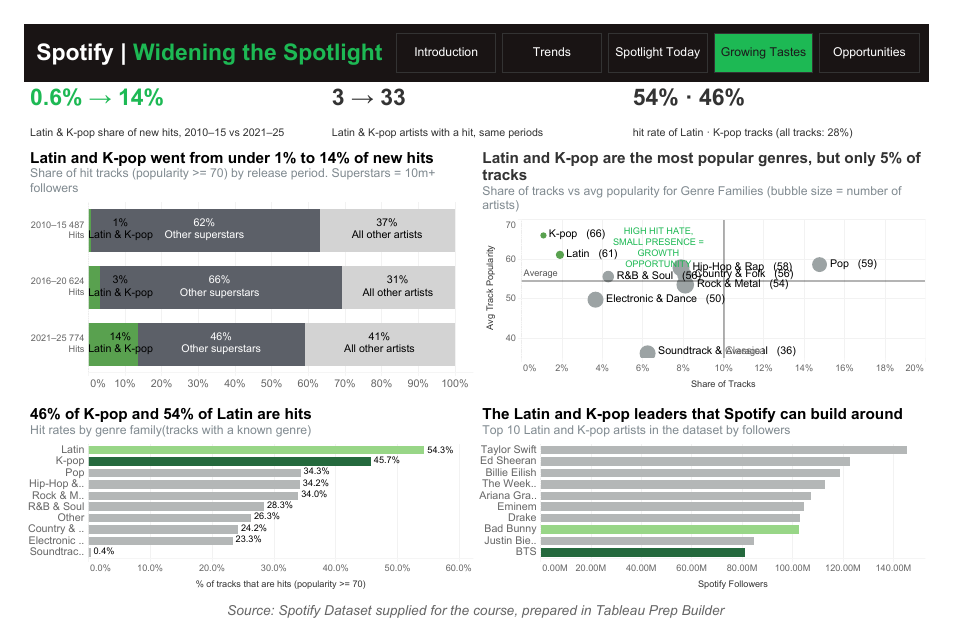 Spotify | Widening the Spotlight
Introduction
Trends
Spotlight Today
Growing Tastes
Opportunities
0.6% → 14%
Latin & K-pop share of new hits, 2010–15 vs 2021–25
3 → 33
Latin & K-pop artists with a hit, same periods
54% · 46%
hit rate of Latin · K-pop tracks (all tracks: 28%)
Latin and K-pop went from under 1% to 14% of new hits
Share of hit tracks (popularity >= 70) by release period. Superstars = 10m+
followers
2010–15 487
Hits
1%
Latin & K-pop
62%
Other superstars
37%
All other artists
2016–20 624
Hits
3%
Latin & K-pop
66%
Other superstars
31%
All other artists
2021–25 774
Hits
14%
Latin & K-pop
46%
Other superstars
41%
All other artists
0% 10% 20% 30% 40% 50% 60% 70% 80% 90% 100%
Latin and K-pop are the most popular genres, but only 5% of
tracks
Share of tracks vs avg popularity for Genre Families (bubble size = number of
artists)
Avg Track Popularity
70
60
50
40
Average
HIGH HIT RATE,
SMALL PRESENCE =
GROWTH
OPPORTUNITY
K-pop (66)
Latin (61)
Hip-Hop & Rap (58)
Pop (59)
R&B & Soul (56)
Country & Folk (56)
Rock & Metal (54)
Electronic & Dance (50)
Soundtrack & Classical (36)
Average
0% 2% 4% 6% 8% 10% 12% 14% 16% 18% 20%
Share of Tracks
46% of K-pop and 54% of Latin are hits
Hit rates by genre family(tracks with a known genre)
Latin 54.3%
K-pop 45.7%
Pop 34.3%
Hip-Hop &.. 34.2%
Rock & M.. 34.0%
R&B & Soul 28.3%
Other 26.3%
Country & .. 24.2%
Electronic .. 23.3%
Soundtrac.. 0.4%
0.0% 10.0% 20.0% 30.0% 40.0% 50.0% 60.0%
% of tracks that are hits (popularity >= 70)
The Latin and K-pop leaders that Spotify can build around
Top 10 Latin and K-pop artists in the dataset by followers
Taylor Swift
Ed Sheeran
Billie Eilish
The Week..
Ariana Gra..
Eminem
Drake
Bad Bunny
Justin Bie..
BTS
0.00M 20.00M 40.00M 60.00M 80.00M 100.00M 120.00M 140.00M
Spotify Followers
Source: Spotify Dataset supplied for the course, prepared in Tableau Prep Builder